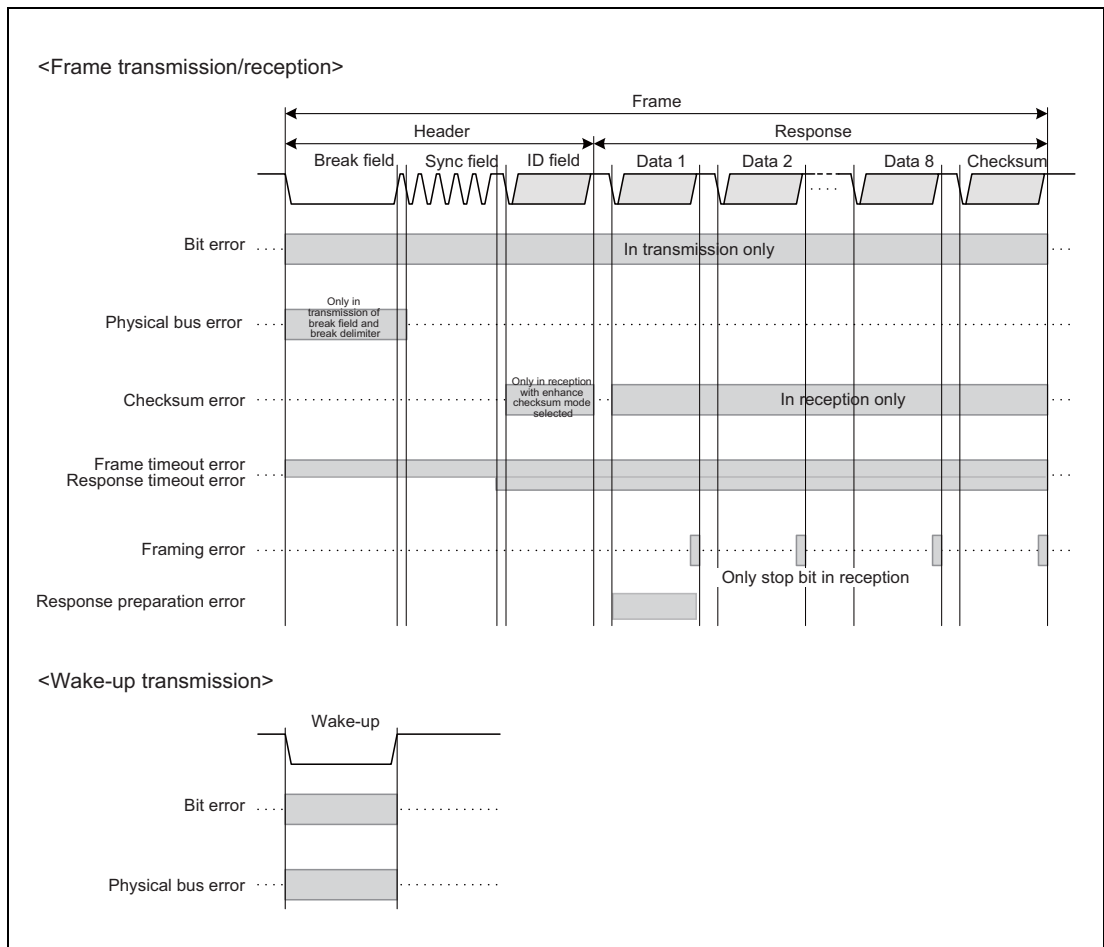 <Frame transmission/reception>
Frame
Header
Response
Break field
Sync field
ID field
Data 1
Data 2
Data 8
Checksum
Bit error
In transmission only
Physical bus error
Only in
transmission of
break field and
break delimiter
Checksum error
Only in reception
with enhance
checksum mode
selected
In reception only
Frame timeout error
Response timeout error
Framing error
Only stop bit in reception
Response preparation error
<Wake-up transmission>
Wake-up
Bit error
Physical bus error